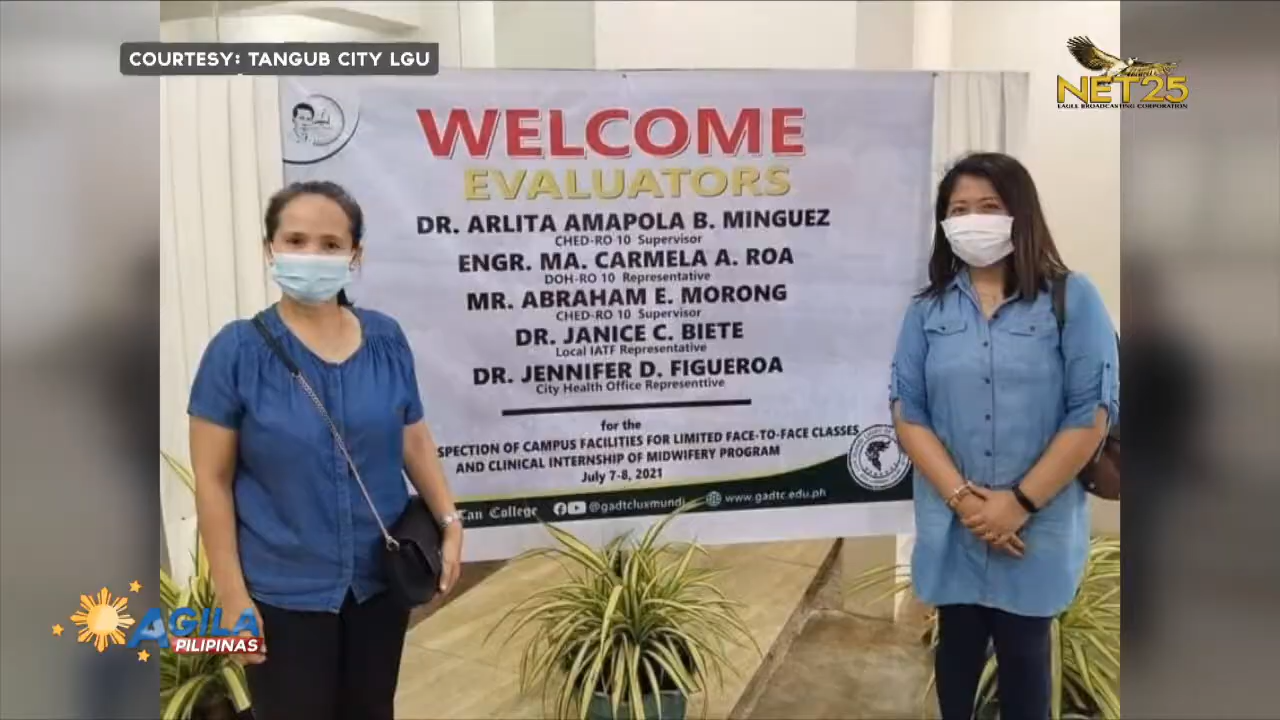 COURTESY: TANGUB CITY LGU
NET25
EAGLE BROADCASTING CORPORATION
WELCOME
EVALUATORS
DR. ARLITA AMAPOLA B. MINGUEZ
CHED-RO 10 Supervisor
ENGR. MA. CARMELA A. ROA
DOH-RO 10 Representative
MR. ABRAHAM E. MORONG
CHED-RO 10 Supervisor
DR. JANICE C. BIETE
Local IATF Representative
DR. JENNIFER D. FIGUEROA
City Health Office Representtive
for the
SPECTION OF CAMPUS FACILITIES FOR LIMITED FACE-TO-FACE CLASSES
AND CLINICAL INTERNSHIP OF MIDWIFERY PROGRAM
July 7-8, 2021
Tan College @gadtcluxmundi www.gadtc.edu.ph
AGILA
PILIPINAS